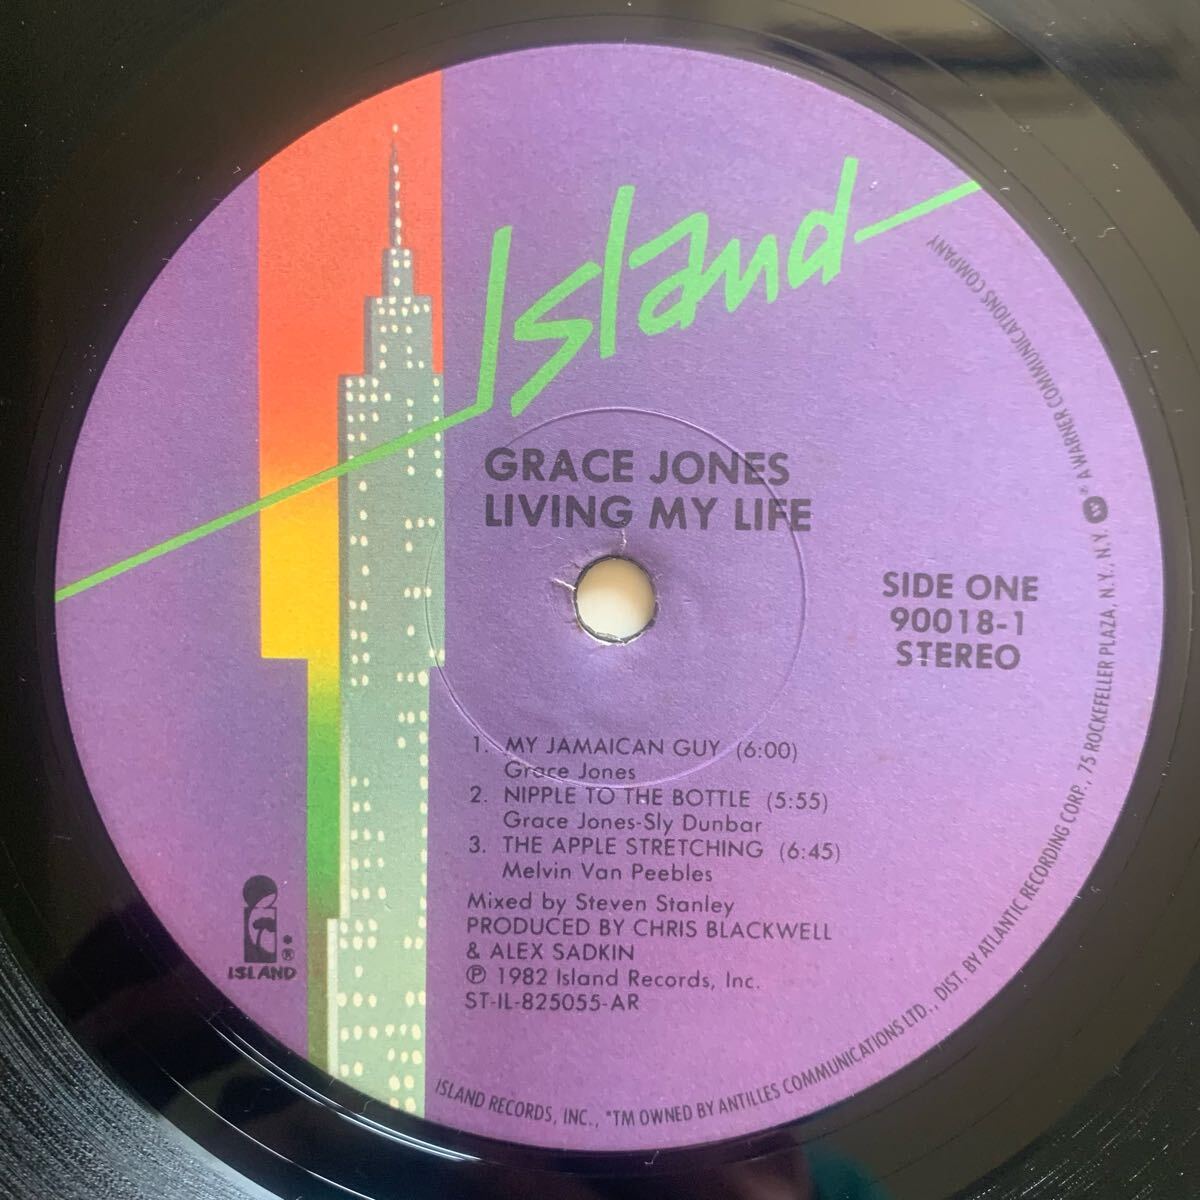 Island
GRACE JONES
LIVING MY LIFE
SIDE ONE
90018-1
STEREO
1. MY JAMAICAN GUY (6:00)
Grace Jones
2. NIPPLE TO THE BOTTLE (5:55)
Grace Jones-Sly Dunbar
3. THE APPLE STRETCHING (6:45)
Melvin Van Peebles
Mixed by Steven Stanley
PRODUCED BY CHRIS BLACKWELL
& ALEX SADKIN
℗ 1982 Island Records, Inc.
ST-IL-825055-AR
®
ISLAND
ISLAND RECORDS, INC., *TM OWNED BY ANTILLES COMMUNICATIONS LTD., DIST. BY ATLANTIC RECORDING CORP., 75 ROCKEFELLER PLAZA, N.Y., N.Y. ® A WARNER COMMUNICATIONS COMPANY